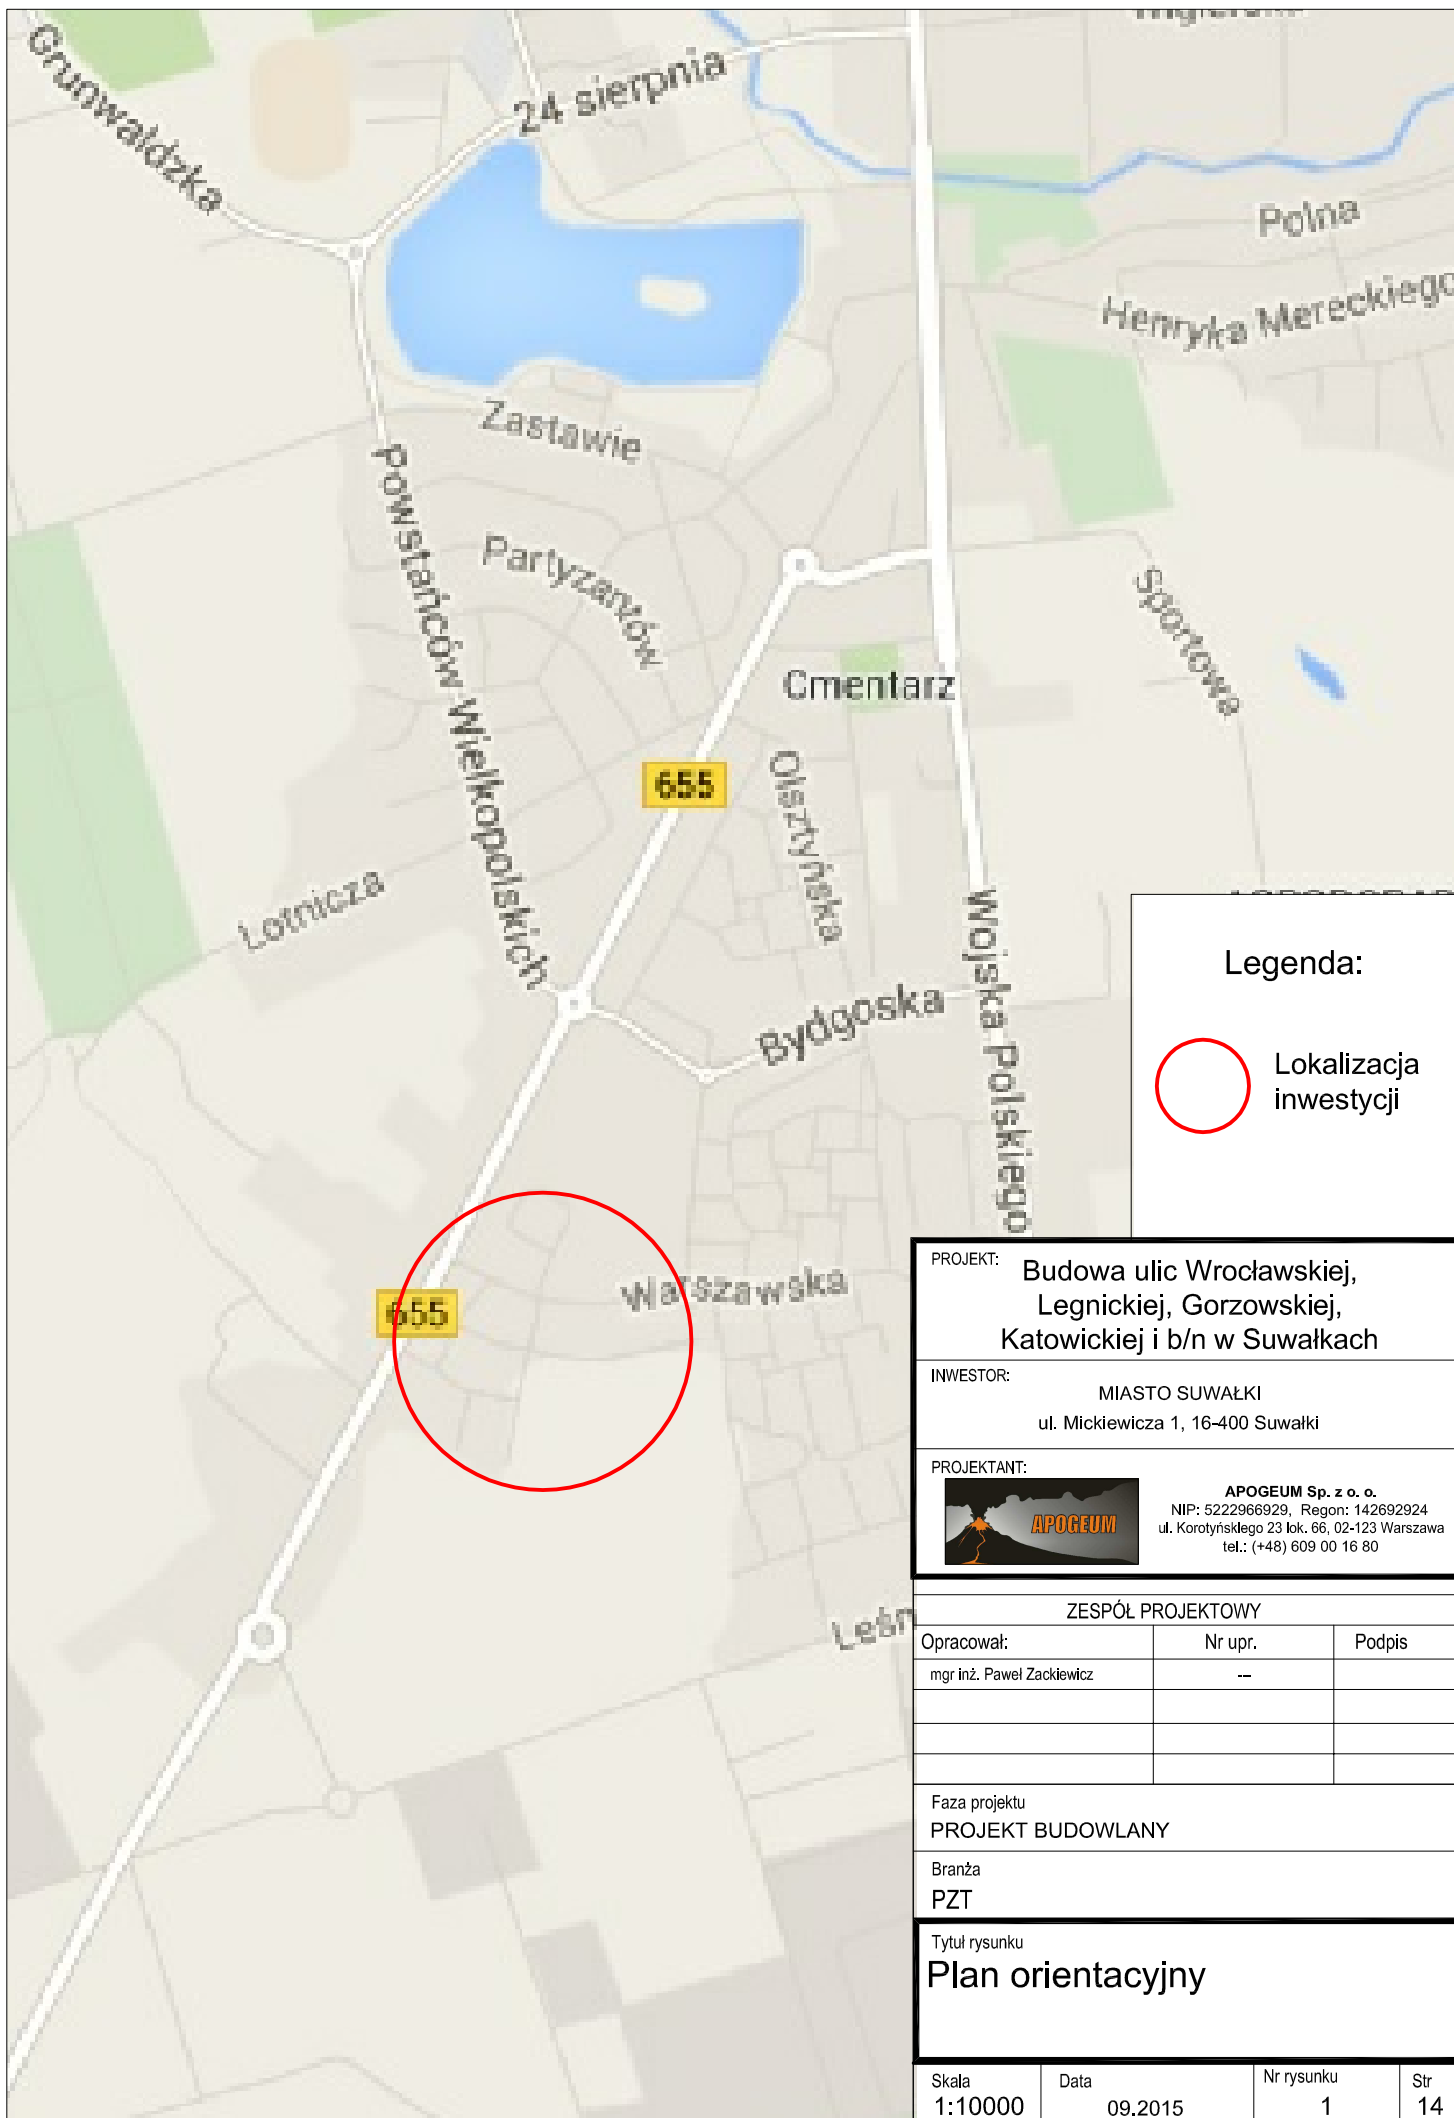 Grunwaldzka
24 sierpnia
Polna
Henryka Mereckiego
Zastawie
Powstańców Wielkopolskich
Partyzantów
Sportowa
Cmentarz
655
Olsztyńska
Lotnicza
Wojska Polskiego
Bydgoska
Warszawska
655
Legenda:
Lokalizacja
inwestycji
PROJEKT:
Budowa ulic Wrocławskiej,
Legnickiej, Gorzowskiej,
Katowickiej i b/n w Suwałkach
INWESTOR:
MIASTO SUWAŁKI
ul. Mickiewicza 1, 16-400 Suwałki
PROJEKTANT:
APOGEUM
APOGEUM Sp. z o. o.
NIP: 5222966929, Regon: 142692924
ul. Korotyńskiego 23 lok. 66, 02-123 Warszawa
tel.: (+48) 609 00 16 80
ZESPÓŁ PROJEKTOWY
Opracował: Nr upr. Podpis
mgr inż. Paweł Zackiewicz ---
Faza projektu
PROJEKT BUDOWLANY
Branża
PZT
Tytuł rysunku
Plan orientacyjny
Skala Data Nr rysunku Str
1:10000 09.2015 1 14